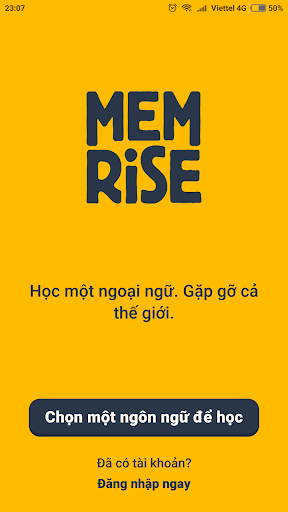 23:07 Viettel 4G 50%
MEM
RiSE
Học một ngoại ngữ. Gặp gỡ cả
thế giới.
Chọn một ngôn ngữ để học
Đã có tài khoản?
Đăng nhập ngay